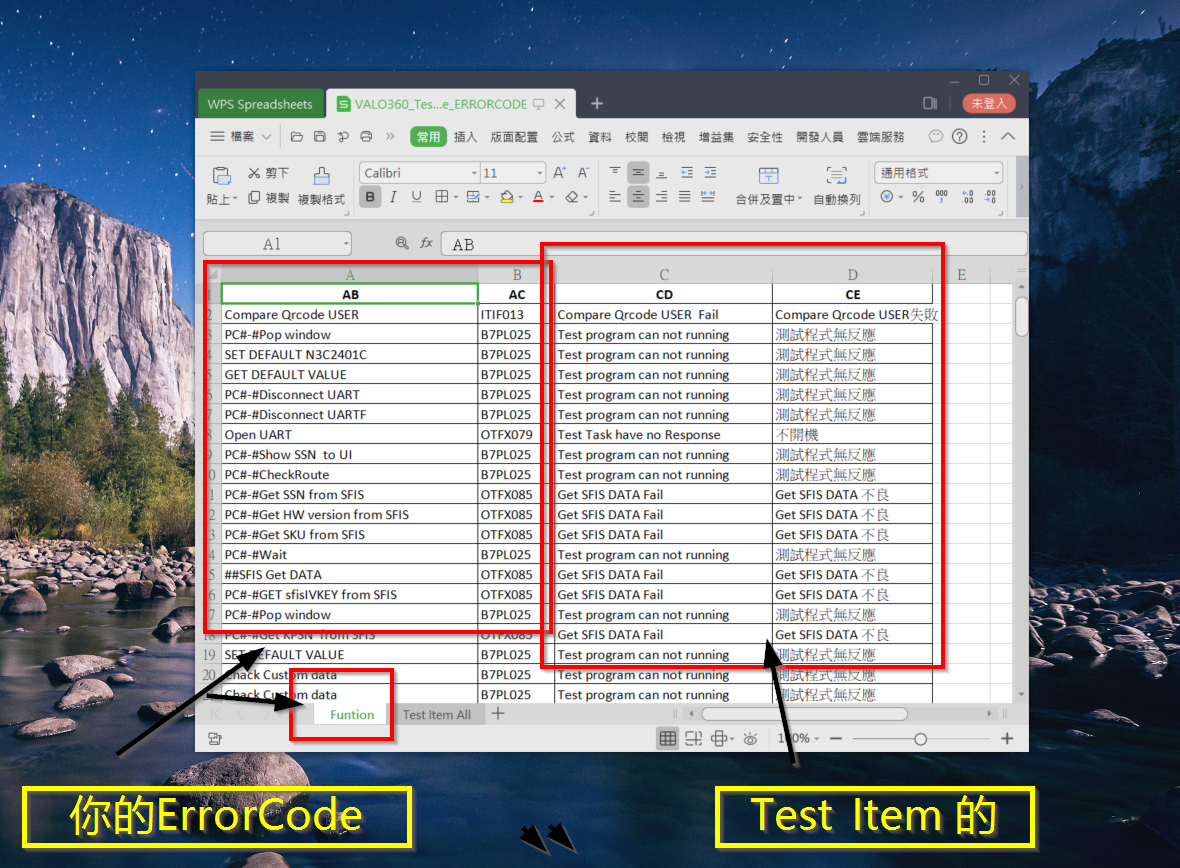 WPS Spreadsheets VALO360_Tes...e_ERRORCODE 未登入
檔案 常用 插入 版面配置 公式 資料 校閱 檢視 增益集 安全性 開發人員 雲端服務
剪下 Calibri 11 通用格式
貼上 複製 複製格式 B I U A 合併及置中 自動換列 % 000
A1 fx AB
A B C D E
AB AC CD CE
Compare Qrcode USER ITIF013 Compare Qrcode USER Fail Compare Qrcode USER失敗
PC#-#Pop window B7PL025 Test program can not running 測試程式無反應
SET DEFAULT N3C2401C B7PL025 Test program can not running 測試程式無反應
GET DEFAULT VALUE B7PL025 Test program can not running 測試程式無反應
PC#-#Disconnect UART B7PL025 Test program can not running 測試程式無反應
PC#-#Disconnect UARTF B7PL025 Test program can not running 測試程式無反應
Open UART OTFX079 Test Task have no Response 不開機
PC#-#Show SSN to UI B7PL025 Test program can not running 測試程式無反應
PC#-#CheckRoute B7PL025 Test program can not running 測試程式無反應
PC#-#Get SSN from SFIS OTFX085 Get SFIS DATA Fail Get SFIS DATA 不良
PC#-#Get HW version from SFIS OTFX085 Get SFIS DATA Fail Get SFIS DATA 不良
PC#-#Get SKU from SFIS OTFX085 Get SFIS DATA Fail Get SFIS DATA 不良
PC#-#Wait B7PL025 Test program can not running 測試程式無反應
##SFIS Get DATA OTFX085 Get SFIS DATA Fail Get SFIS DATA 不良
PC#-#GET sfisIVKEY from SFIS OTFX085 Get SFIS DATA Fail Get SFIS DATA 不良
PC#-#Pop window B7PL025 Test program can not running 測試程式無反應
18 PC#-#Get KPSN from SFIS OTFX085 Get SFIS DATA Fail Get SFIS DATA 不良
19 SET DEFAULT VALUE B7PL025 Test program can not running 測試程式無反應
20 Chack Custom data B7PL025 Test program can not running 測試程式無反應
Chack Custom data B7PL025 Test program can not running 測試程式無反應
Funtion Test Item All
100%
你的ErrorCode Test Item 的